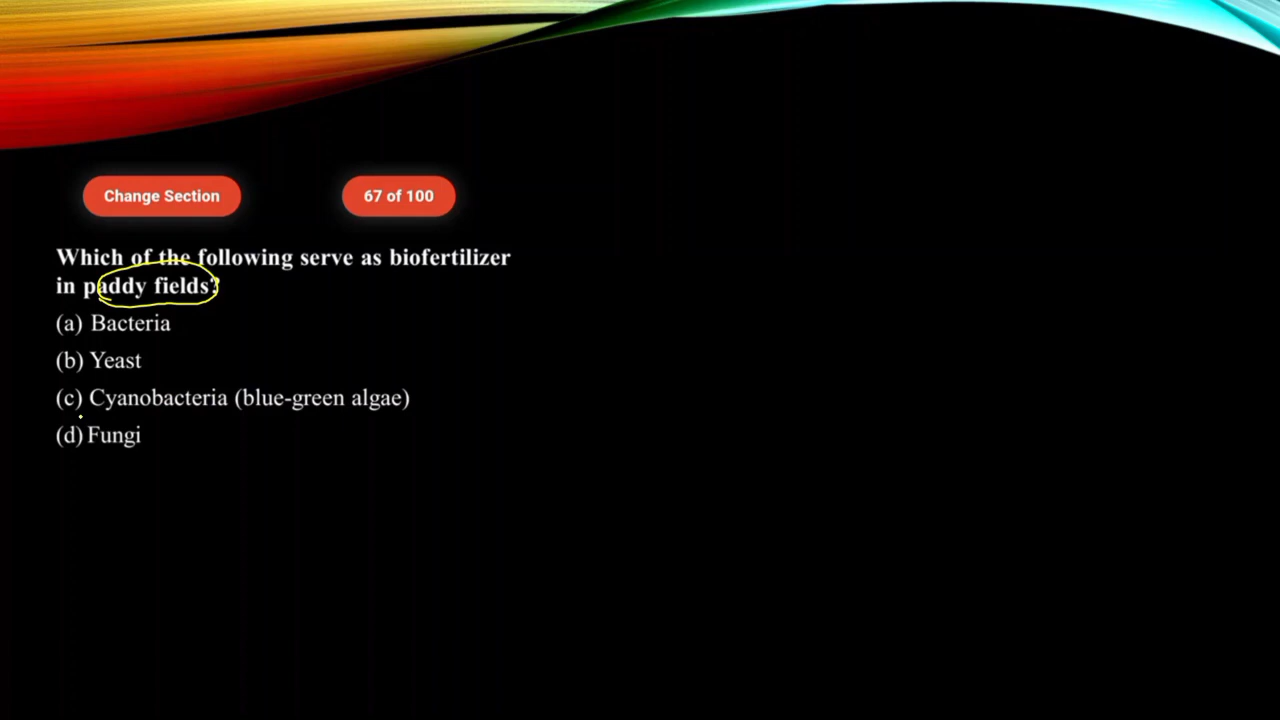 Change Section
67 of 100
Which of the following serve as biofertilizer
in paddy fields?
(a) Bacteria
(b) Yeast
(c) Cyanobacteria (blue-green algae)
(d) Fungi